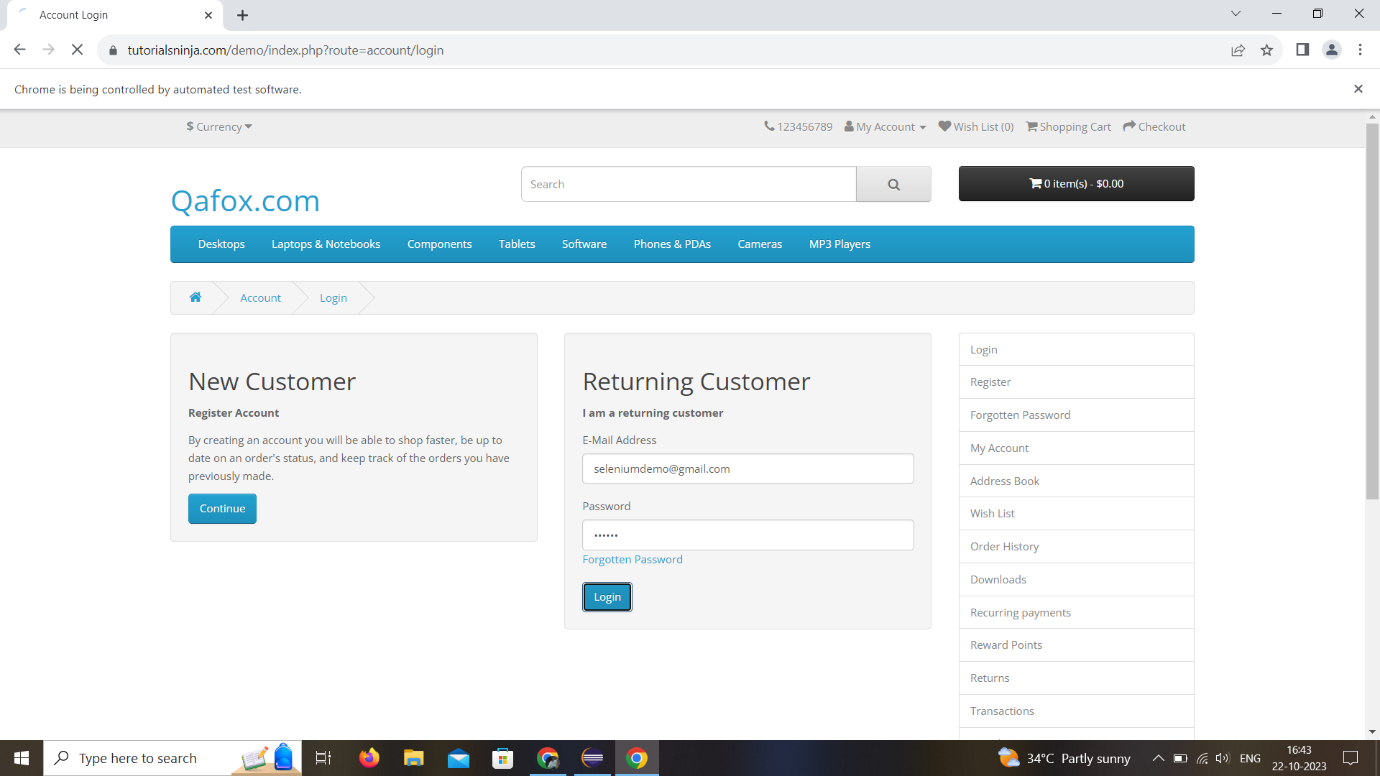 Account Login
tutorialsninja.com/demo/index.php?route=account/login
Chrome is being controlled by automated test software.
$ Currency
123456789
My Account
Wish List (0)
Shopping Cart
Checkout
Qafox.com
Search
0 item(s) - $0.00
Desktops
Laptops & Notebooks
Components
Tablets
Software
Phones & PDAs
Cameras
MP3 Players
Account
Login
New Customer
Register Account
By creating an account you will be able to shop faster, be up to
date on an order's status, and keep track of the orders you have
previously made.
Continue
Returning Customer
I am a returning customer
E-Mail Address
seleniumdemo@gmail.com
Password
••••••
Forgotten Password
Login
Login
Register
Forgotten Password
My Account
Address Book
Wish List
Order History
Downloads
Recurring payments
Reward Points
Returns
Transactions
Type here to search
34°C Partly sunny
ENG
16:43
22-10-2023